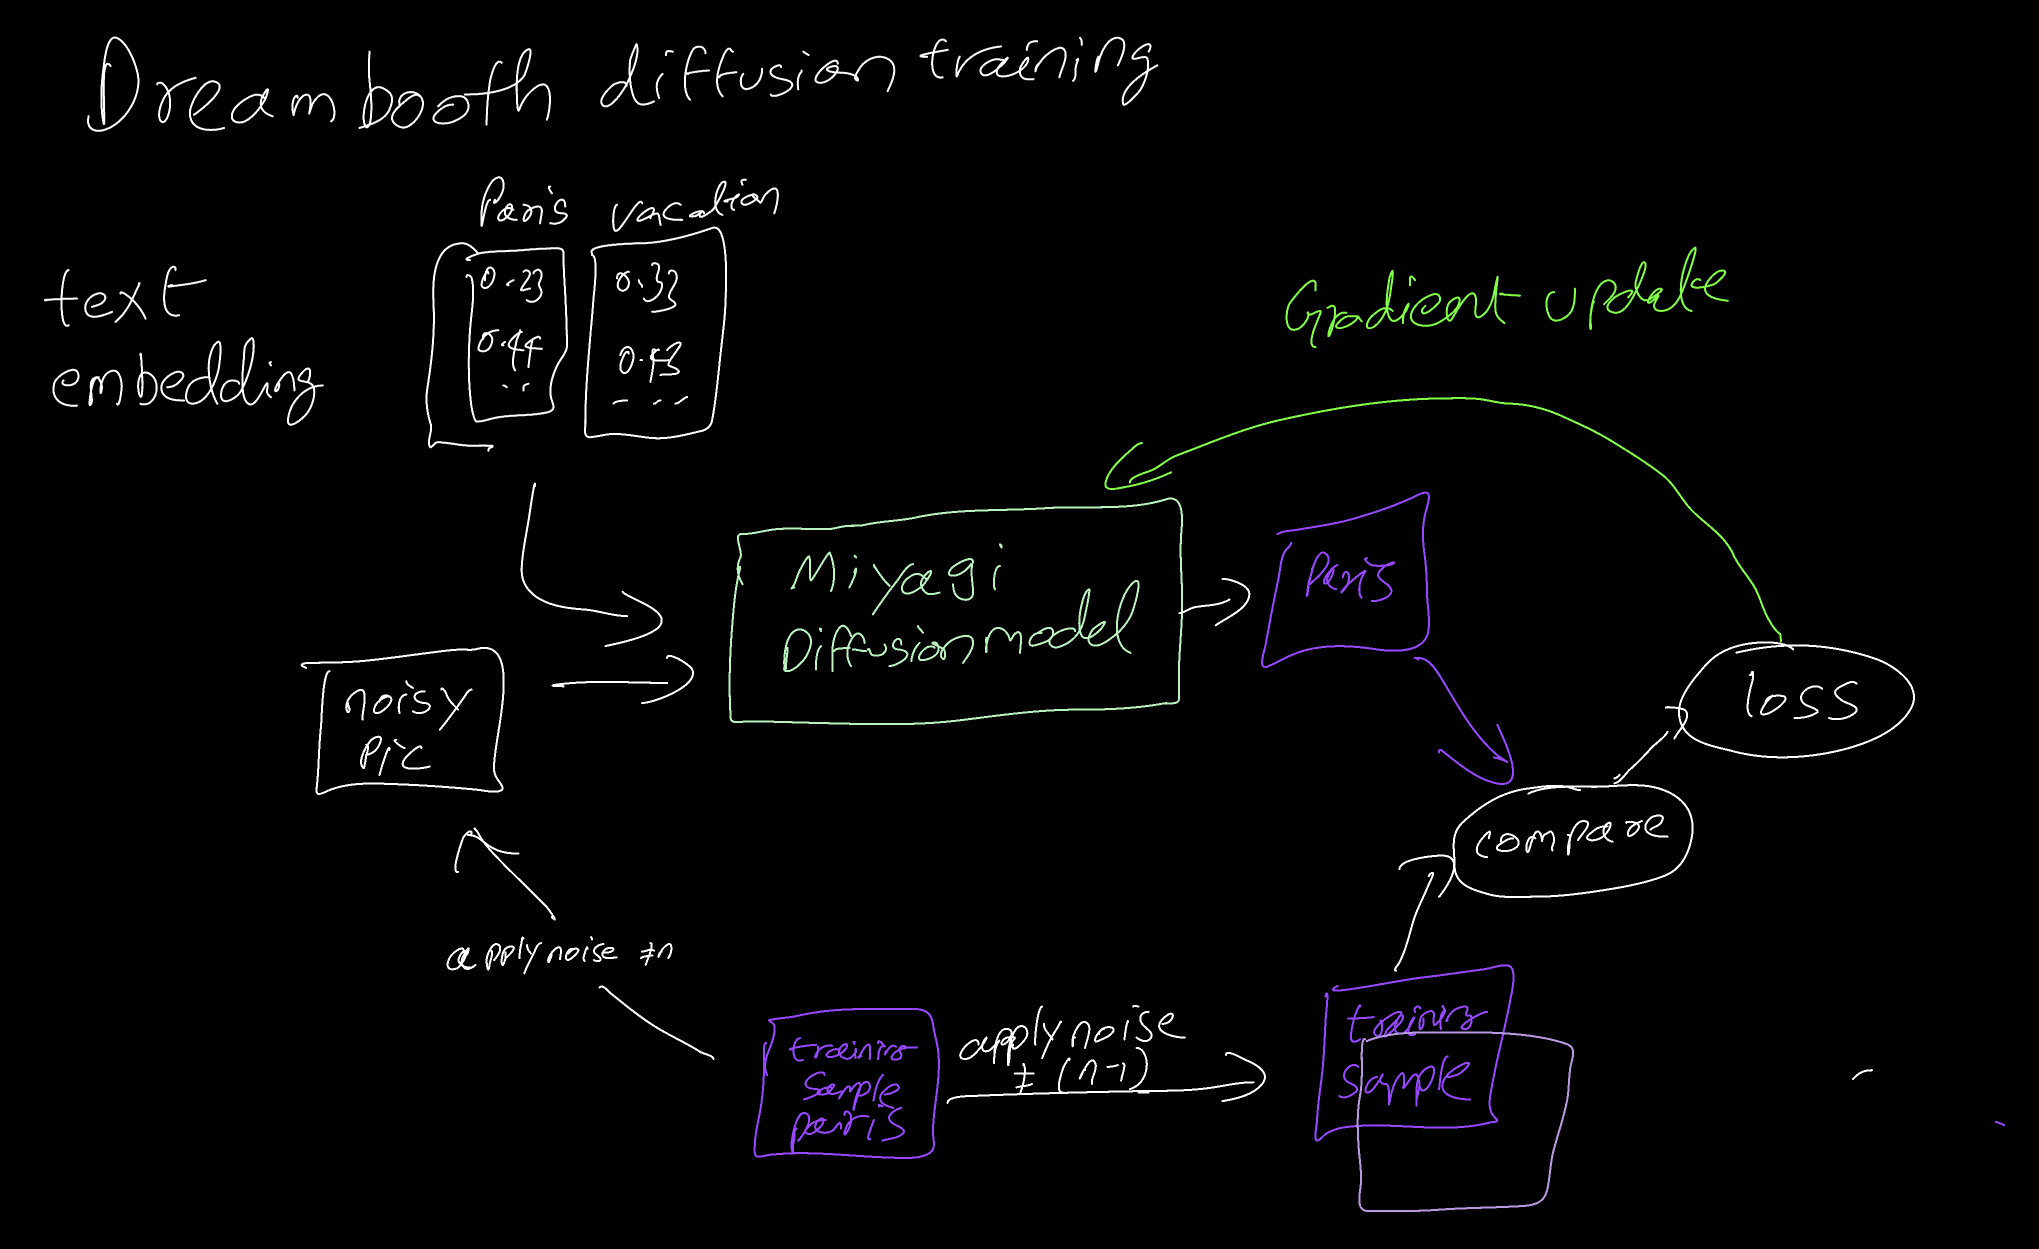 Dreambooth diffusion training
Paris vacation
text
embedding
0.23
0.44
..
0.33
0.43
----
Gradient update
Miyagi
Diffusion model
Paris
noisy
pic
loss
compare
apply noise ≠n
training
sample
paris
apply noise
≠ (n-1)
training
sample